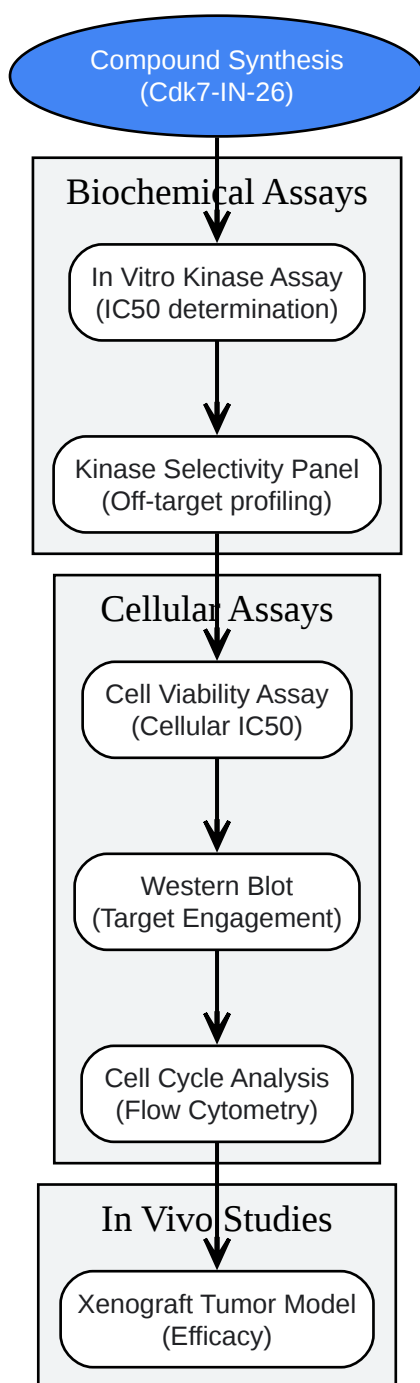 Compound Synthesis
(Cdk7-IN-26)
Biochemical Assays
In Vitro Kinase Assay
(IC50 determination)
Kinase Selectivity Panel
(Off-target profiling)
Cellular Assays
Cell Viability Assay
(Cellular IC50)
Western Blot
(Target Engagement)
Cell Cycle Analysis
(Flow Cytometry)
In Vivo Studies
Xenograft Tumor Model
(Efficacy)